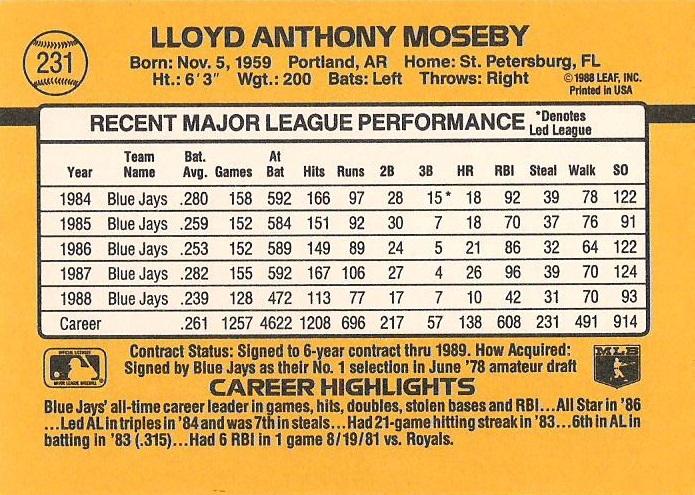 231
LLOYD ANTHONY MOSEBY
Born: Nov. 5, 1959 Portland, AR Home: St. Petersburg, FL
Ht.: 6'3" Wgt.: 200 Bats: Left Throws: Right
©1988 LEAF, INC.
Printed in USA
RECENT MAJOR LEAGUE PERFORMANCE *Denotes
Led League
Year Team Name Bat. Avg. Games At Bat Hits Runs 2B 3B HR RBI Steal Walk SO
1984 Blue Jays .280 158 592 166 97 28 15* 18 92 39 78 122
1985 Blue Jays .259 152 584 151 92 30 7 18 70 37 76 91
1986 Blue Jays .253 152 589 149 89 24 5 21 86 32 64 122
1987 Blue Jays .282 155 592 167 106 27 4 26 96 39 70 124
1988 Blue Jays .239 128 472 113 77 17 7 10 42 31 70 93
Career .261 1257 4622 1208 696 217 57 138 608 231 491 914
Contract Status: Signed to 6-year contract thru 1989. How Acquired:
Signed by Blue Jays as their No. 1 selection in June '78 amateur draft
MLB
CAREER HIGHLIGHTS
Blue Jays' all-time career leader in games, hits, doubles, stolen bases and RBI...All Star in '86
...Led AL in triples in '84 and was 7th in steals...Had 21-game hitting streak in '83...6th in AL in
batting in '83 (.315)...Had 6 RBI in 1 game 8/19/81 vs. Royals.